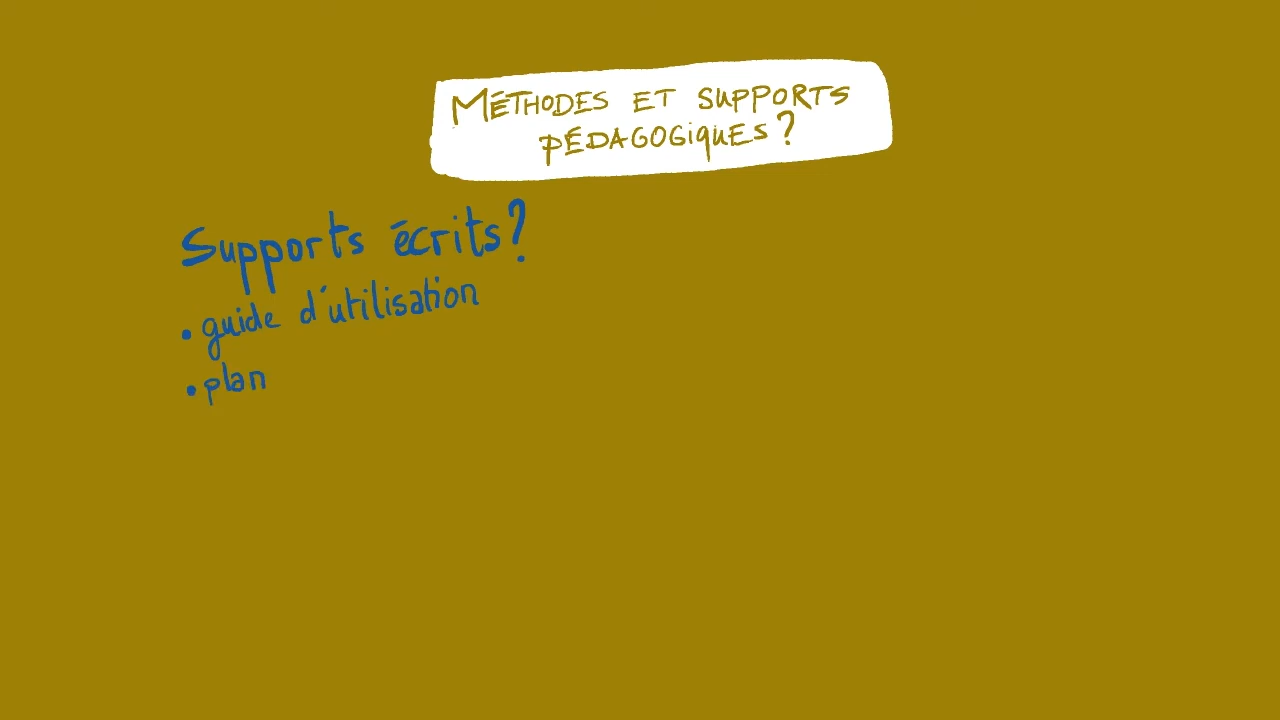 MÉTHODES ET SUPPORTS
PÉDAGOGiqUES?
Supports écrits?
• guide d'utilisation
• plan